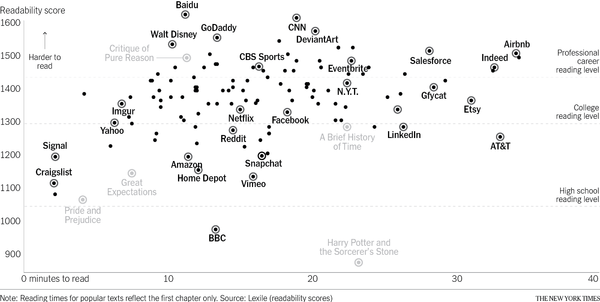 Readability score
1600
1500
1400
1300
1200
1100
1000
900
Harder to
read
Baidu
GoDaddy
CNN
Walt Disney
DeviantArt
Airbnb
Critique of
Pure Reason
CBS Sports
Eventbrite
Salesforce
Indeed
Professional
career
reading level
N.Y.T.
Gfycat
Imgur
Netflix
Facebook
Etsy
College
reading level
Yahoo
Reddit
A Brief History
of Time
LinkedIn
AT&T
Signal
Amazon
Snapchat
Craigslist
Home Depot
Vimeo
Great
Expectations
High school
reading level
Pride and
Prejudice
BBC
Harry Potter and
the Sorcerer's Stone
0 minutes to read
10
20
30
40
Note: Reading times for popular texts reflect the first chapter only. Source: Lexile (readability scores)
THE NEW YORK TIMES